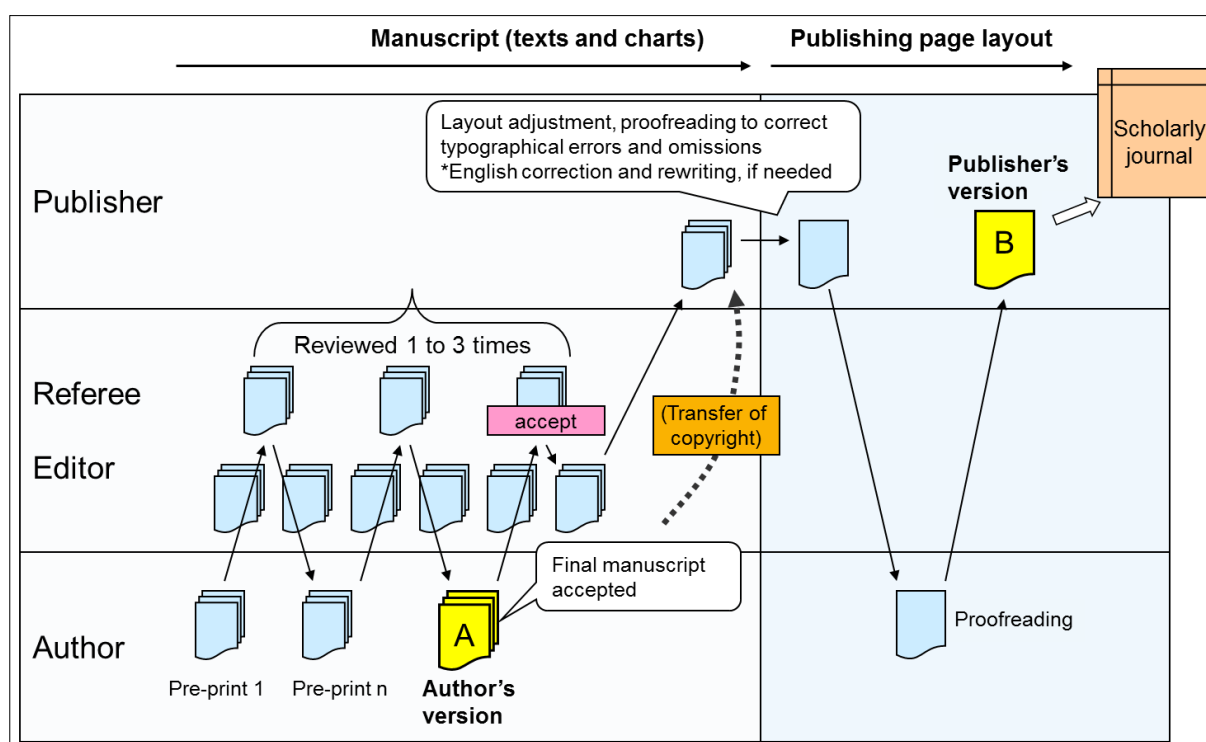 Manuscript (texts and charts)
Publishing page layout
Scholarly
journal
Layout adjustment, proofreading to correct
typographical errors and omissions
*English correction and rewriting, if needed
Publisher's
version
Publisher
B
Reviewed 1 to 3 times
Referee
accept
(Transfer of
copyright)
Editor
Final manuscript
accepted
Author
A
Proofreading
Pre-print 1
Pre-print n
Author's
version